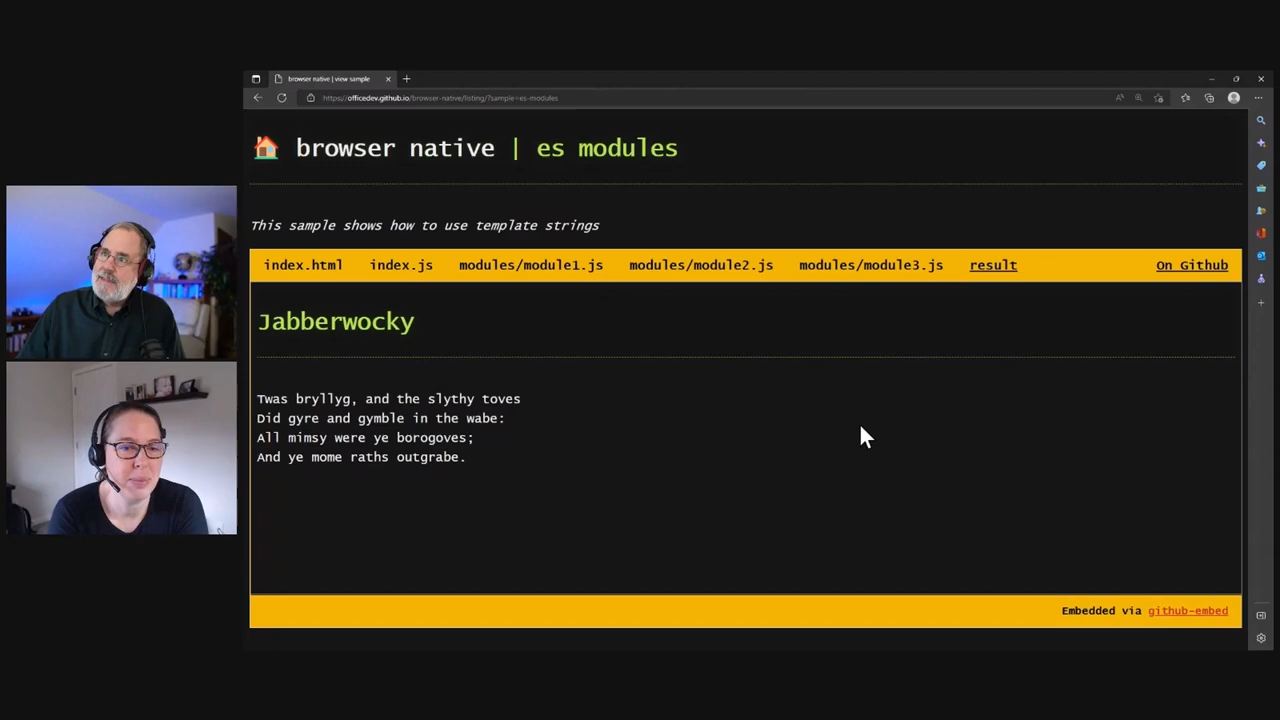 browser native | view sample
https://officedev.github.io/browser-native/listing/?sample=es-modules
browser native | es modules
This sample shows how to use template strings
index.html index.js modules/module1.js modules/module2.js modules/module3.js result On Github
Jabberwocky
Twas bryllyg, and the slythy toves
Did gyre and gymble in the wabe:
All mimsy were ye borogoves;
And ye mome raths outgrabe.
Embedded via github-embed